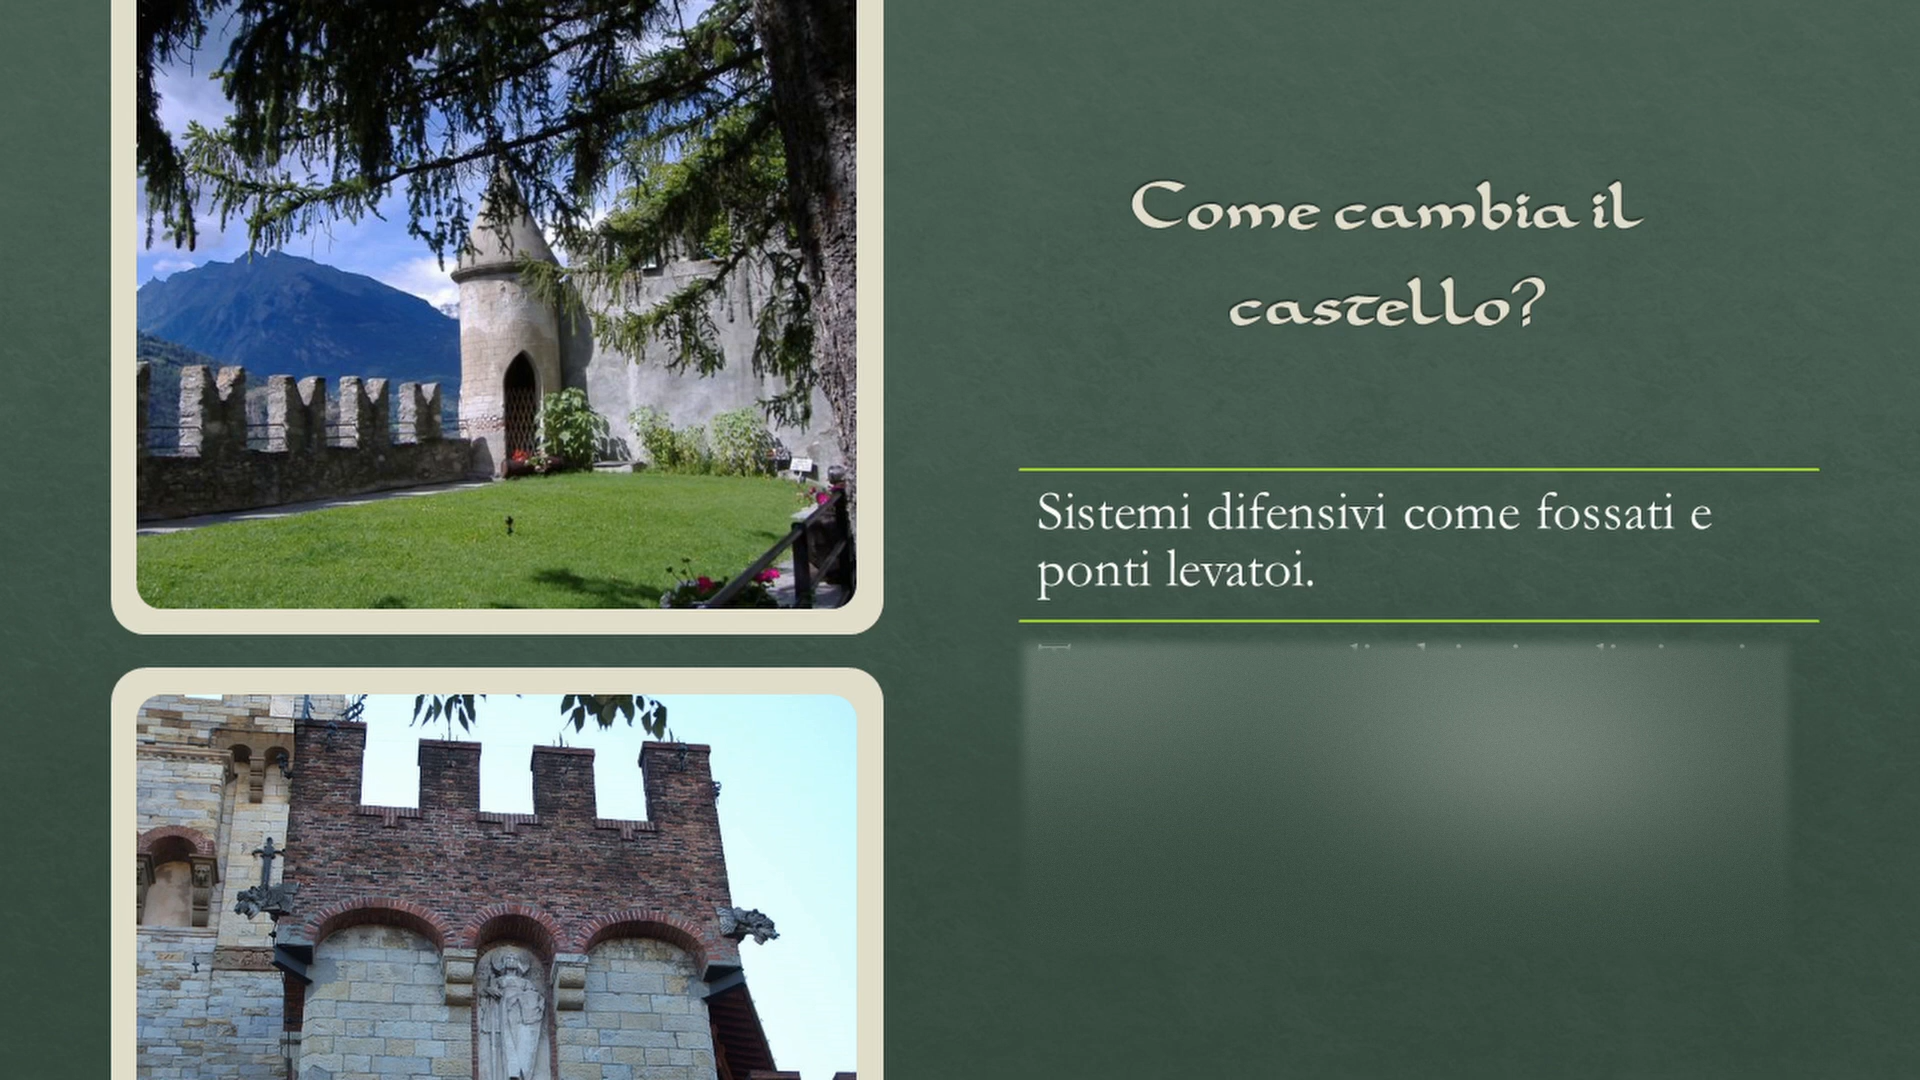 Come cambia il
castello?
Sistemi difensivi come fossati e
ponti levatoi.